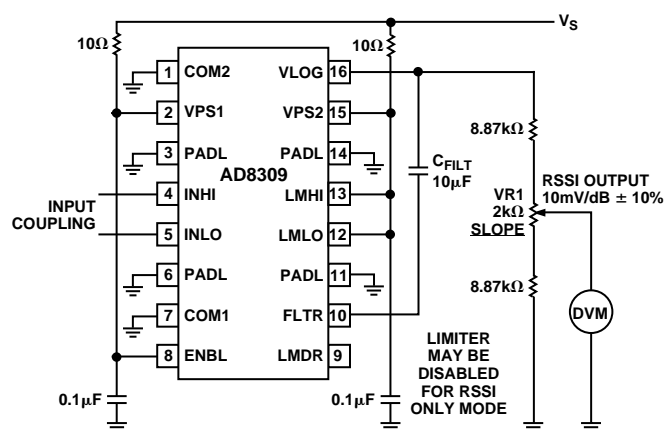 V_S
10Ω
10Ω
1 COM2 VLOG 16
2 VPS1 VPS2 15
3 PADL PADL 14
AD8309
4 INHI LMHI 13
5 INLO LMLO 12
6 PADL PADL 11
7 COM1 FLTR 10
8 ENBL LMDR 9
INPUT
COUPLING
C_FILT
10μF
8.87kΩ
VR1
2kΩ
SLOPE
RSSI OUTPUT
10mV/dB ± 10%
8.87kΩ
DVM
LIMITER
MAY BE
DISABLED
FOR RSSI
ONLY MODE
0.1μF
0.1μF